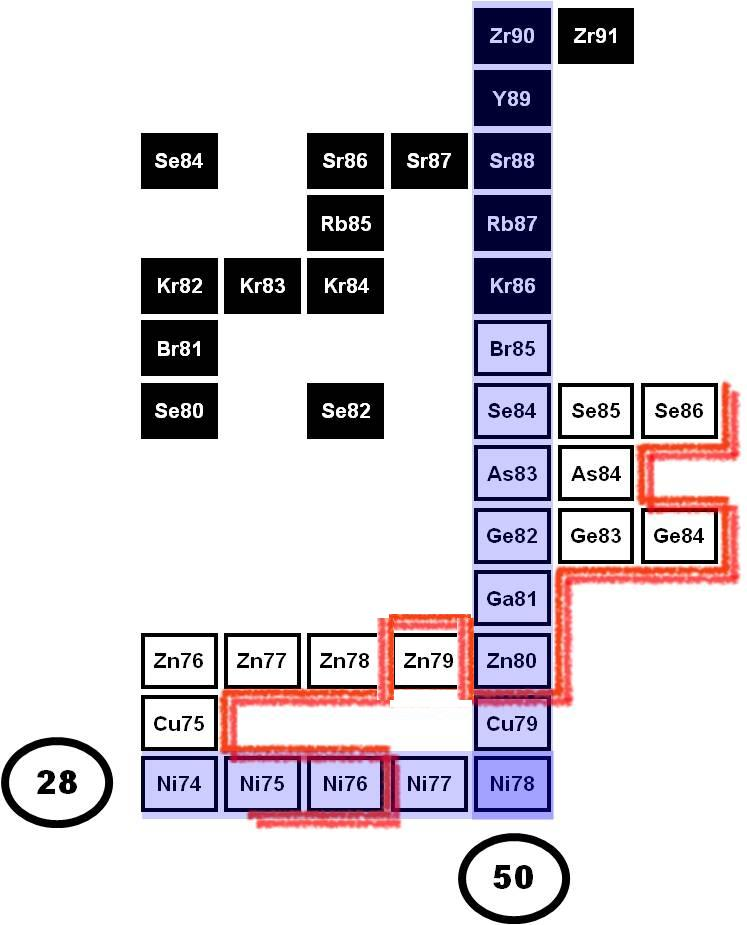 Zr90 Zr91
Y89
Se84 Sr86 Sr87 Sr88
Rb85 Rb87
Kr82 Kr83 Kr84 Kr86
Br81 Br85
Se80 Se82 Se84 Se85 Se86
As83 As84
Ge82 Ge83 Ge84
Ga81
Zn76 Zn77 Zn78 Zn79 Zn80
Cu75 Cu79
28 Ni74 Ni75 Ni76 Ni77 Ni78
50